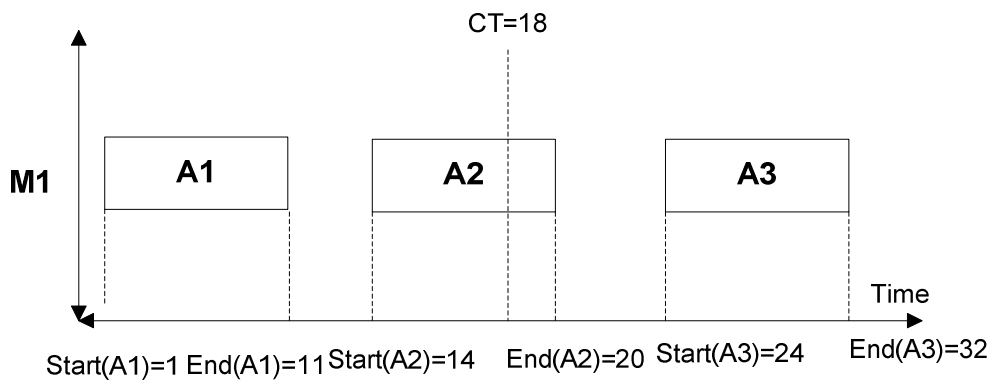 CT=18
A1
A2
A3
M1
Time
Start(A1)=1 End(A1)=11 Start(A2)=14 End(A2)=20 Start(A3)=24 End(A3)=32